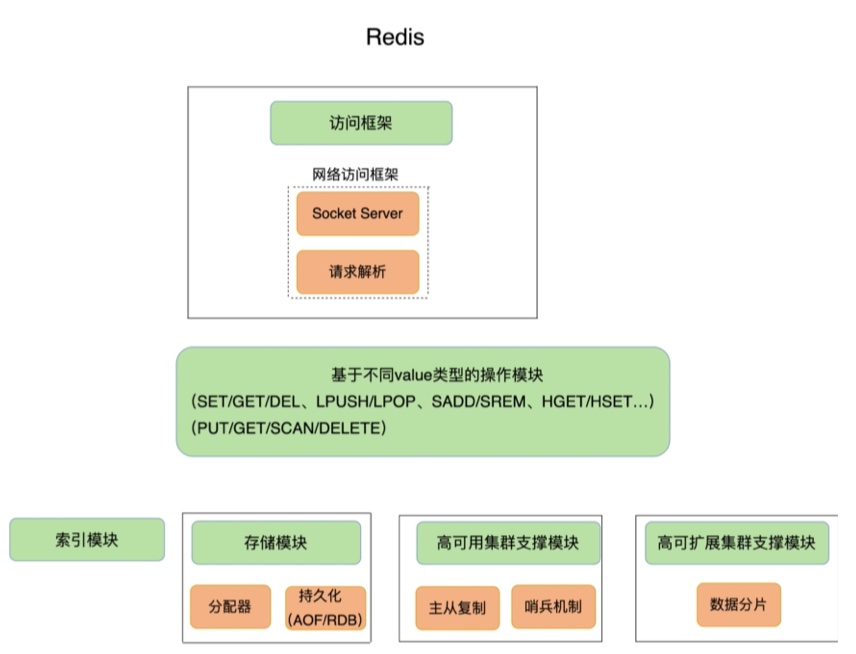 Redis
访问框架
网络访问框架
Socket Server
请求解析
基于不同value类型的操作模块
（SET/GET/DEL、LPUSH/LPOP、SADD/SREM、HGET/HSET...）
（PUT/GET/SCAN/DELETE）
索引模块
存储模块
分配器
持久化
(AOF/RDB)
高可用集群支撑模块
主从复制
哨兵机制
高可扩展集群支撑模块
数据分片